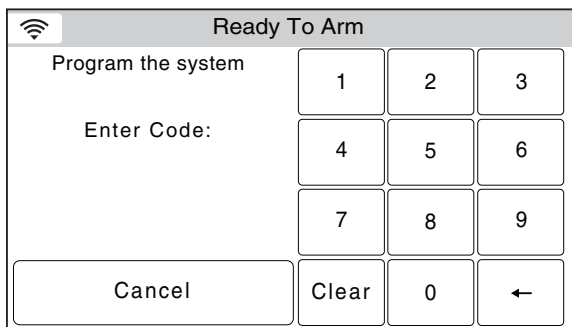 Ready To Arm
Program the system
Enter Code:
1 2 3
4 5 6
7 8 9
Cancel Clear 0 ←